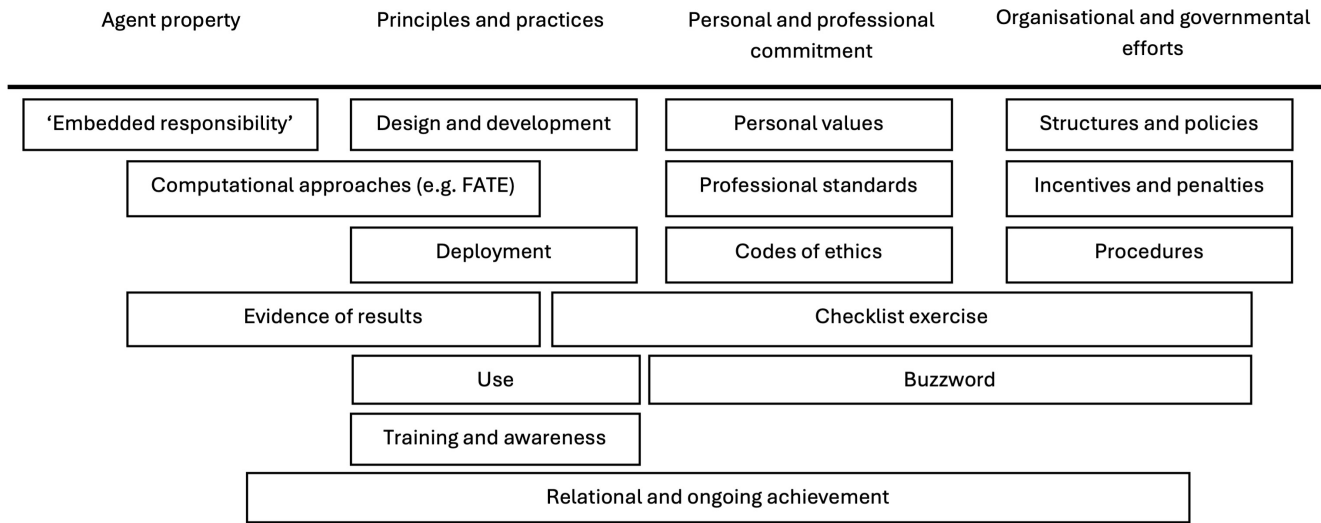 Agent property
Principles and practices
Personal and professional
commitment
Organisational and governmental
efforts
‘Embedded responsibility’
Design and development
Personal values
Structures and policies
Computational approaches (e.g. FATE)
Professional standards
Incentives and penalties
Deployment
Codes of ethics
Procedures
Evidence of results
Checklist exercise
Use
Buzzword
Training and awareness
Relational and ongoing achievement